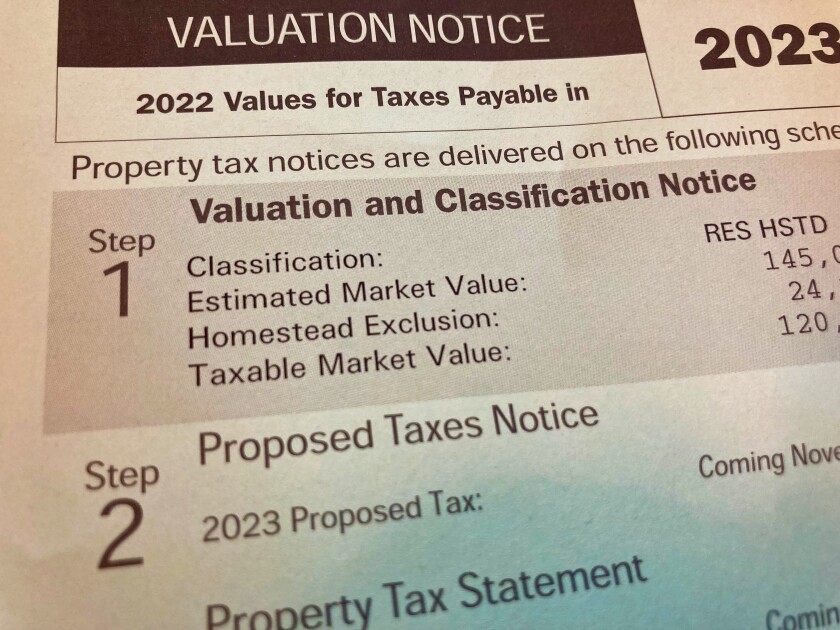 VALUATION NOTICE
2023
2022 Values for Taxes Payable in
Property tax notices are delivered on the following sche
Step 1
Valuation and Classification Notice
Classification: RES HSTD
Estimated Market Value: 145,0
Homestead Exclusion: 24,
Taxable Market Value: 120,
Step 2
Proposed Taxes Notice
Coming Nove
2023 Proposed Tax:
Property Tax Statement
Comin